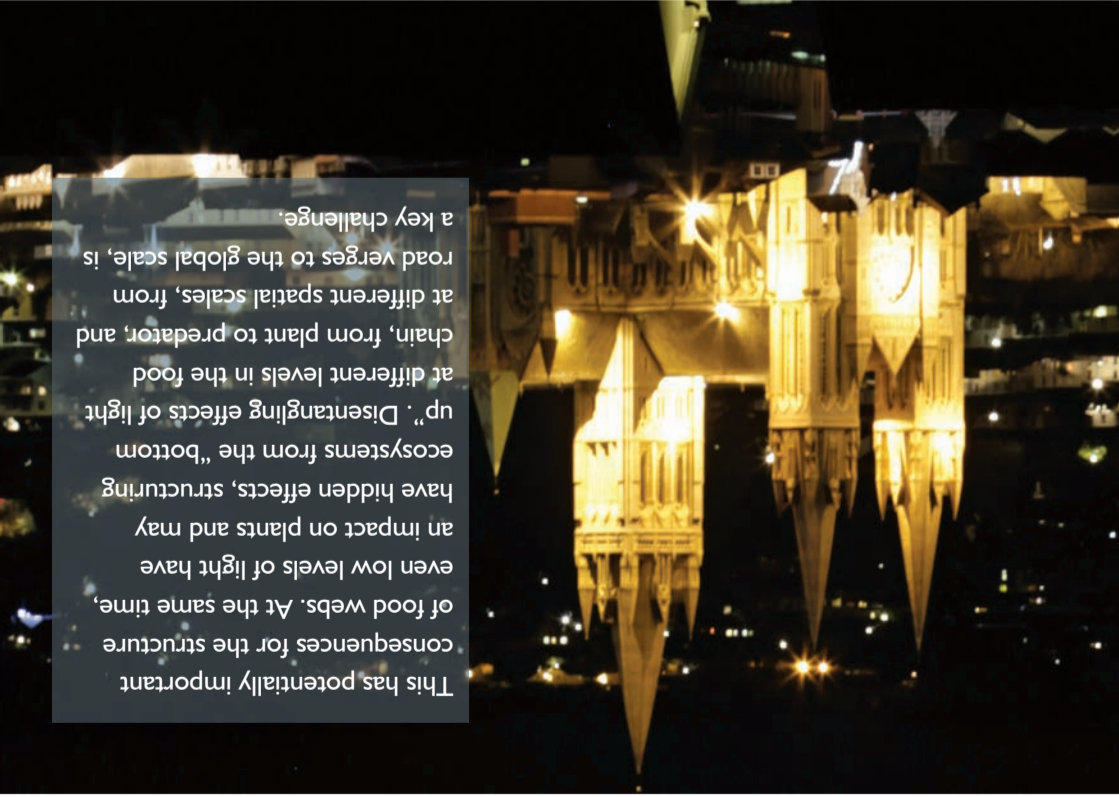 This has potentially important
consequences for the structure
of food webs. At the same time,
even low levels of light have
an impact on plants and may
have hidden effects, structuring
ecosystems from the “bottom
up”. Disentangling effects of light
at different levels in the food
chain, from plant to predator, and
at different spatial scales, from
road verges to the global scale, is
a key challenge.